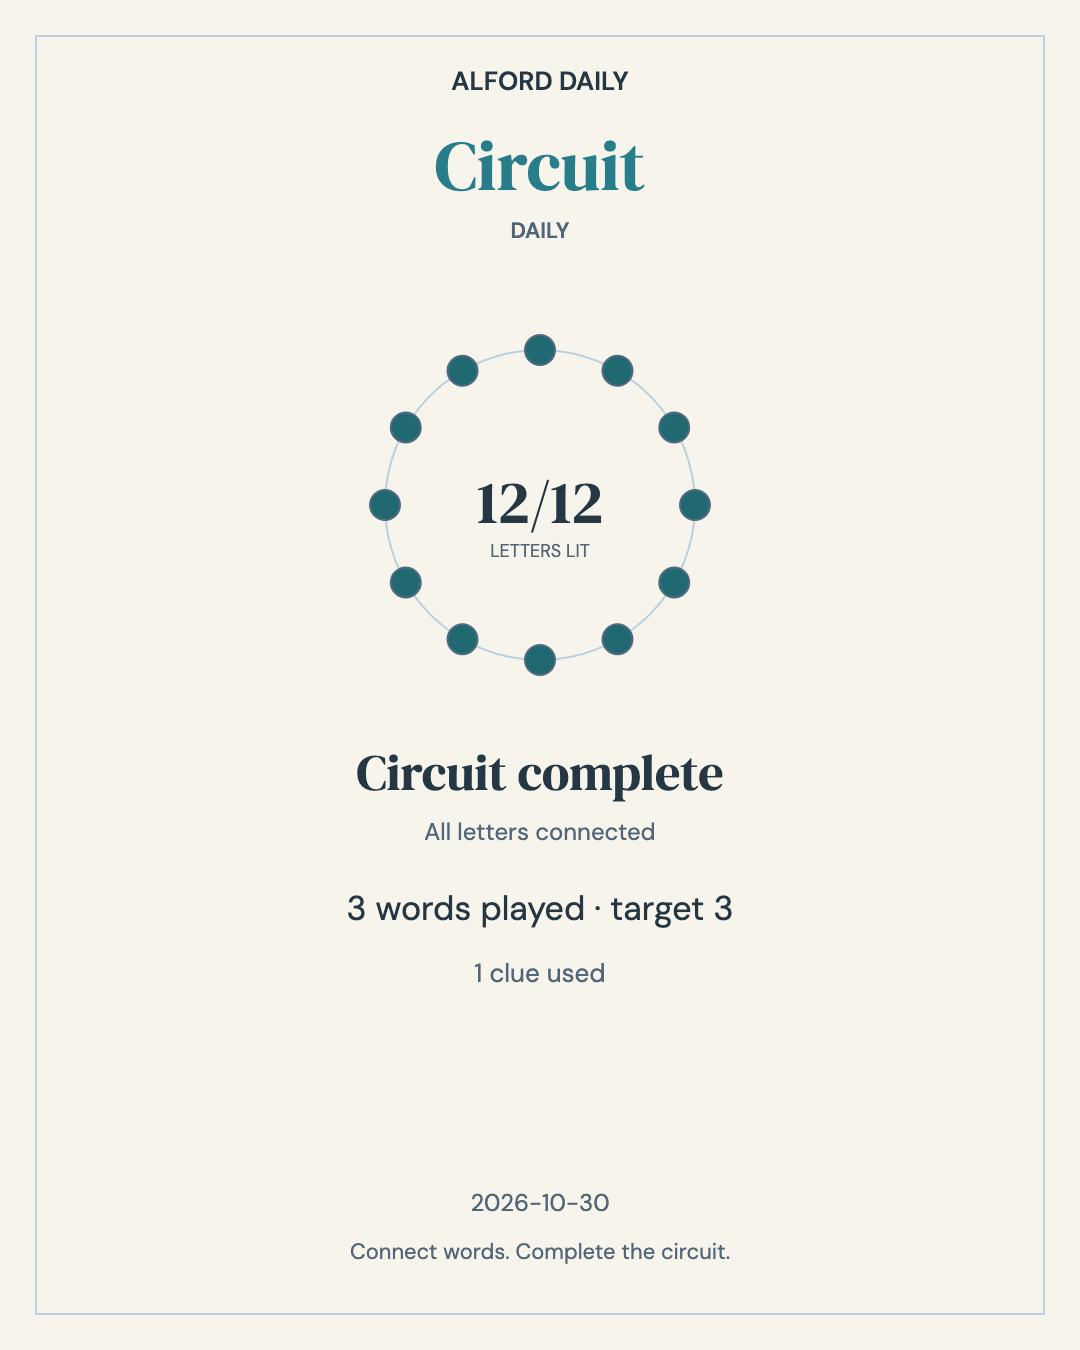 ALFORD DAILY
Circuit
DAILY
12/12
LETTERS LIT
Circuit complete
All letters connected
3 words played · target 3
1 clue used
2026-10-30
Connect words. Complete the circuit.